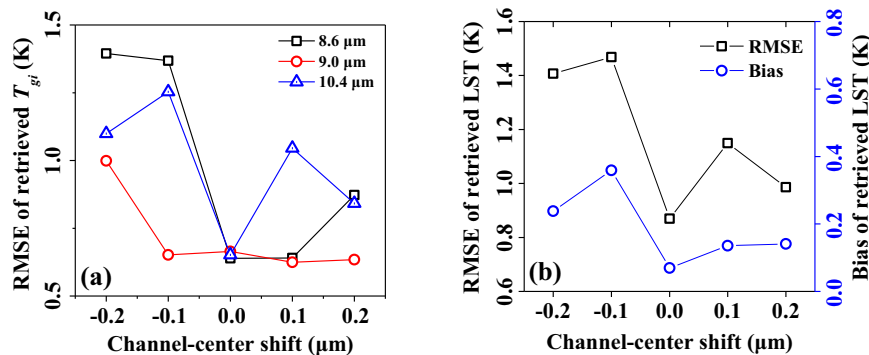 RMSE of retrieved T_gi (K)
1.5
1.0
0.5
8.6 μm
9.0 μm
10.4 μm
(a)
-0.2 -0.1 0.0 0.1 0.2
Channel-center shift (μm)
RMSE of retrieved LST (K)
1.6
1.4
1.2
1.0
0.8
0.6
RMSE
Bias
(b)
0.8
0.6
0.4
0.2
0.0
Bias of retrieved LST (K)
-0.2 -0.1 0.0 0.1 0.2
Channel-center shift (μm)